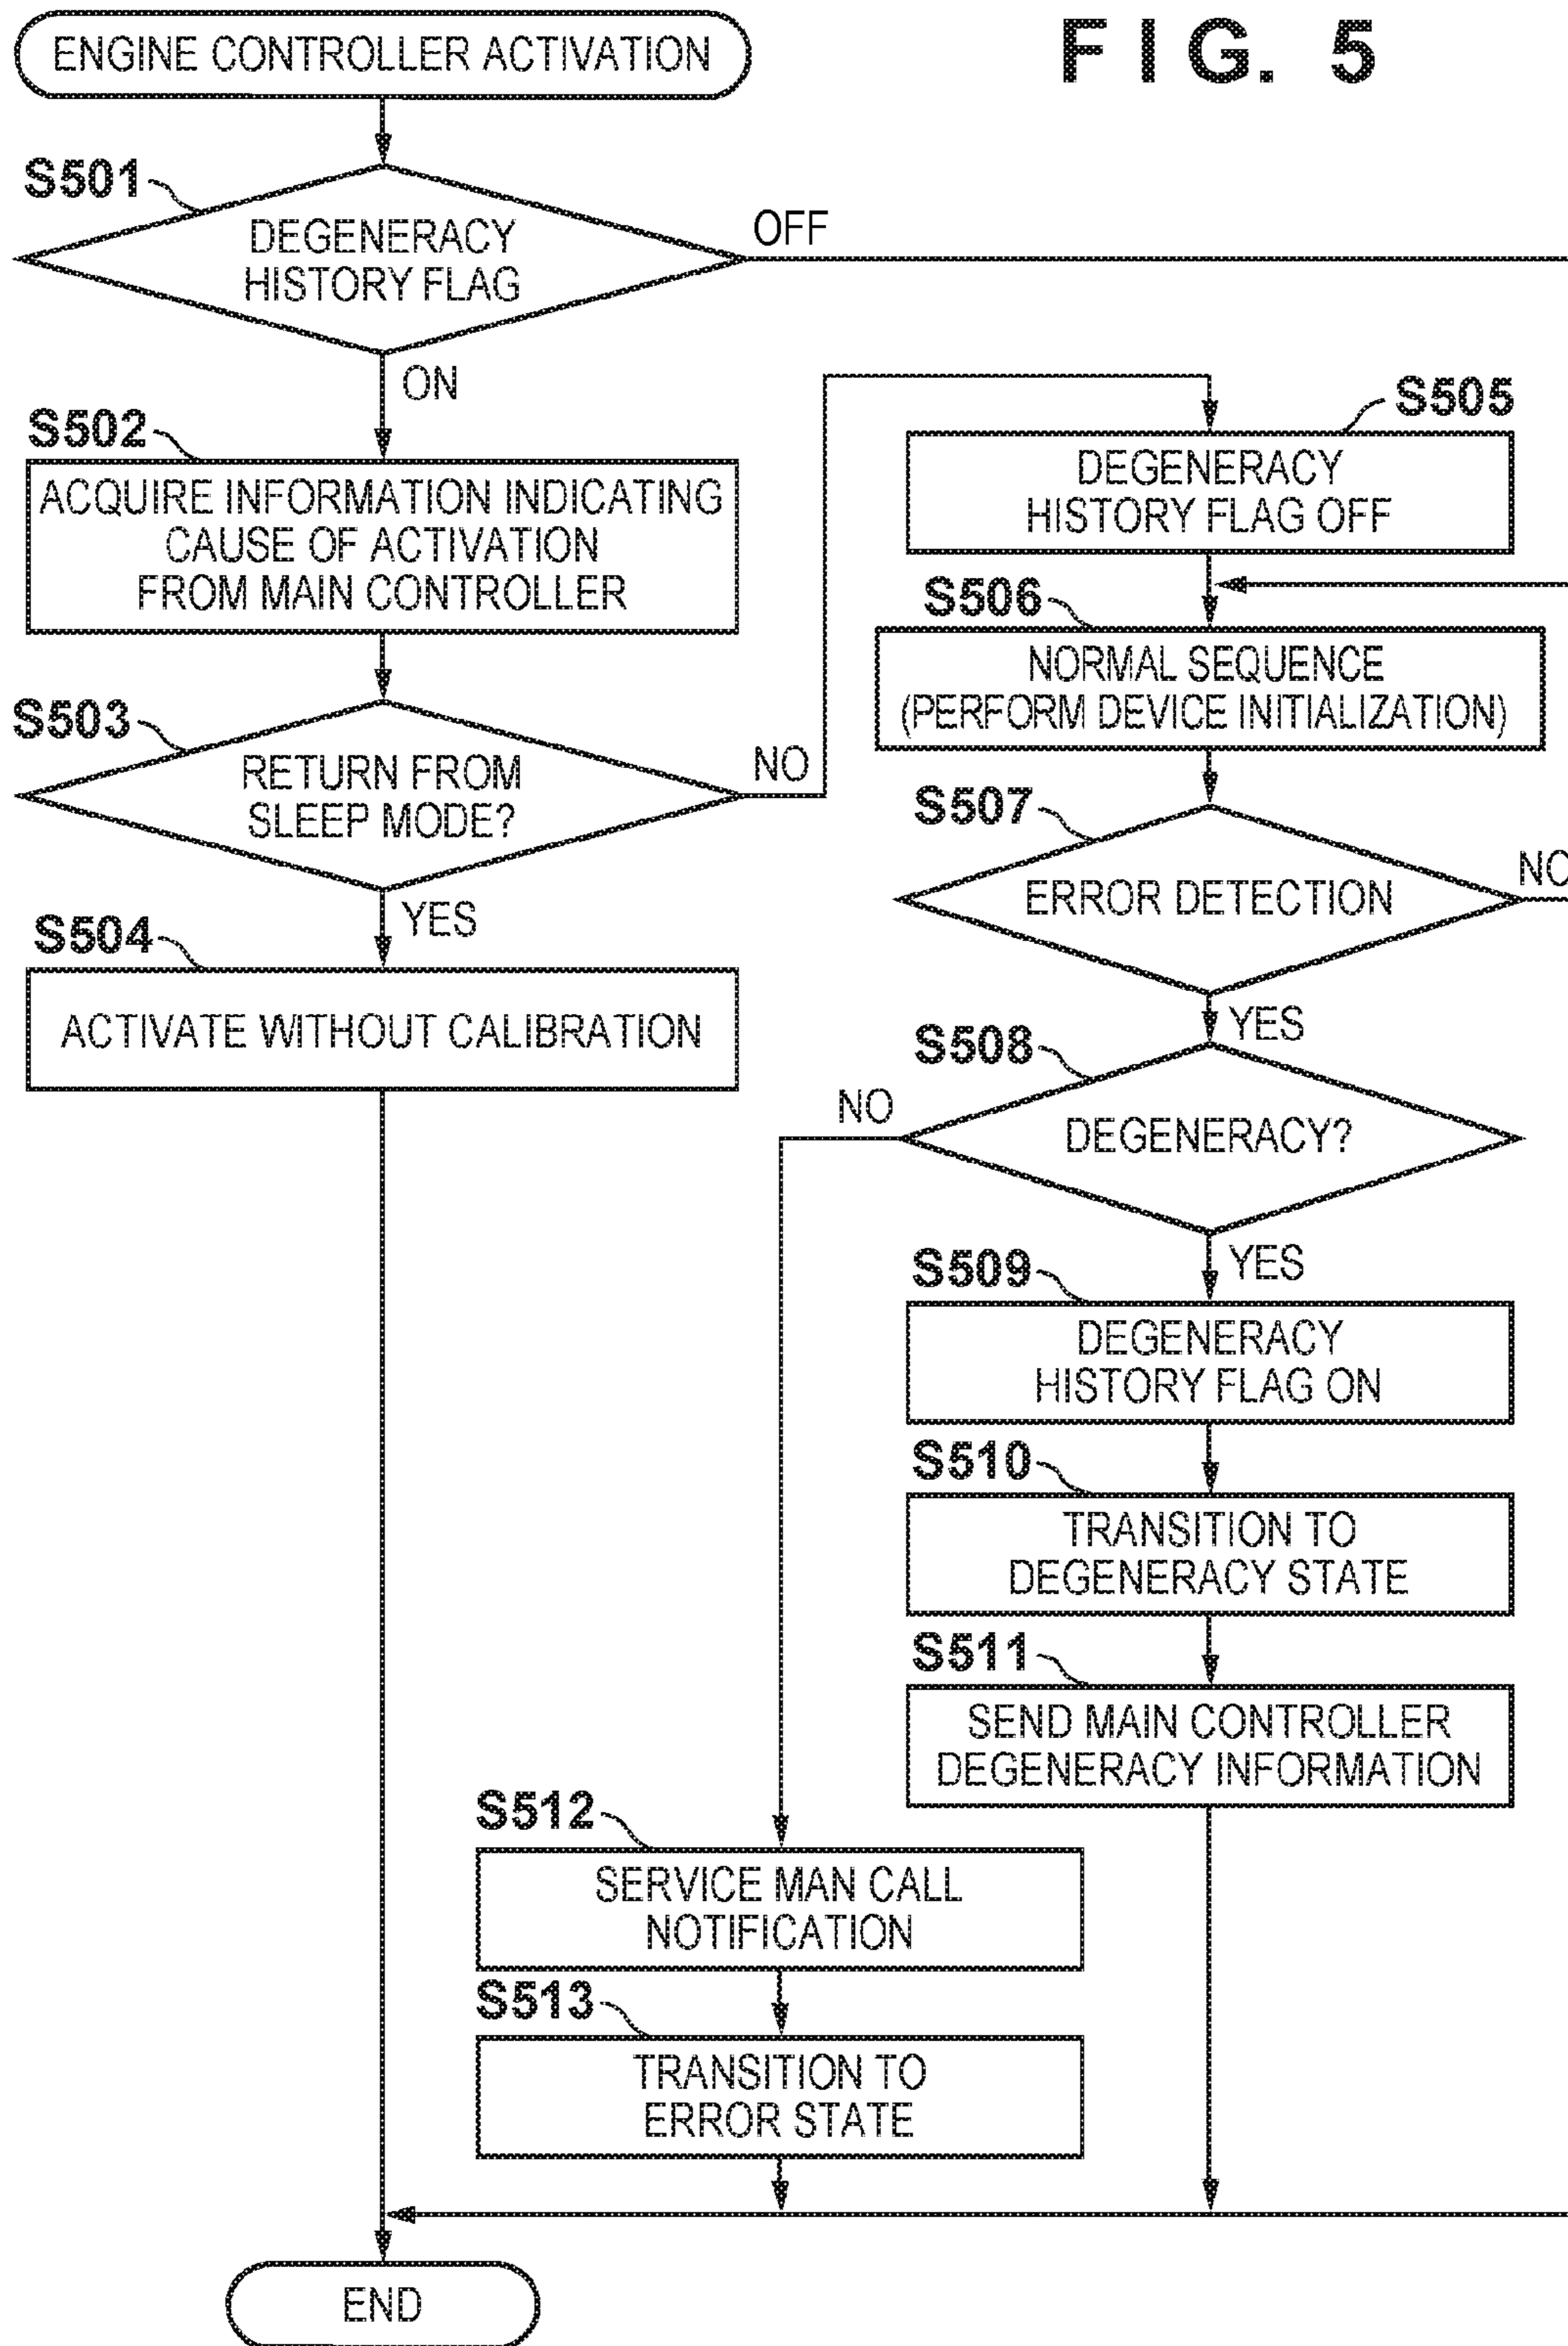 FIG. 5
ENGINE CONTROLLER ACTIVATION
S501
DEGENERACY
HISTORY FLAG
OFF
ON
S502
ACQUIRE INFORMATION INDICATING
CAUSE OF ACTIVATION
FROM MAIN CONTROLLER
S503
RETURN FROM
SLEEP MODE?
NO
YES
S504
ACTIVATE WITHOUT CALIBRATION
S505
DEGENERACY
HISTORY FLAG OFF
S506
NORMAL SEQUENCE
(PERFORM DEVICE INITIALIZATION)
S507
ERROR DETECTION
NO
YES
S508
DEGENERACY?
NO
YES
S509
DEGENERACY
HISTORY FLAG ON
S510
TRANSITION TO
DEGENERACY STATE
S511
SEND MAIN CONTROLLER
DEGENERACY INFORMATION
S512
SERVICE MAN CALL
NOTIFICATION
S513
TRANSITION TO
ERROR STATE
END